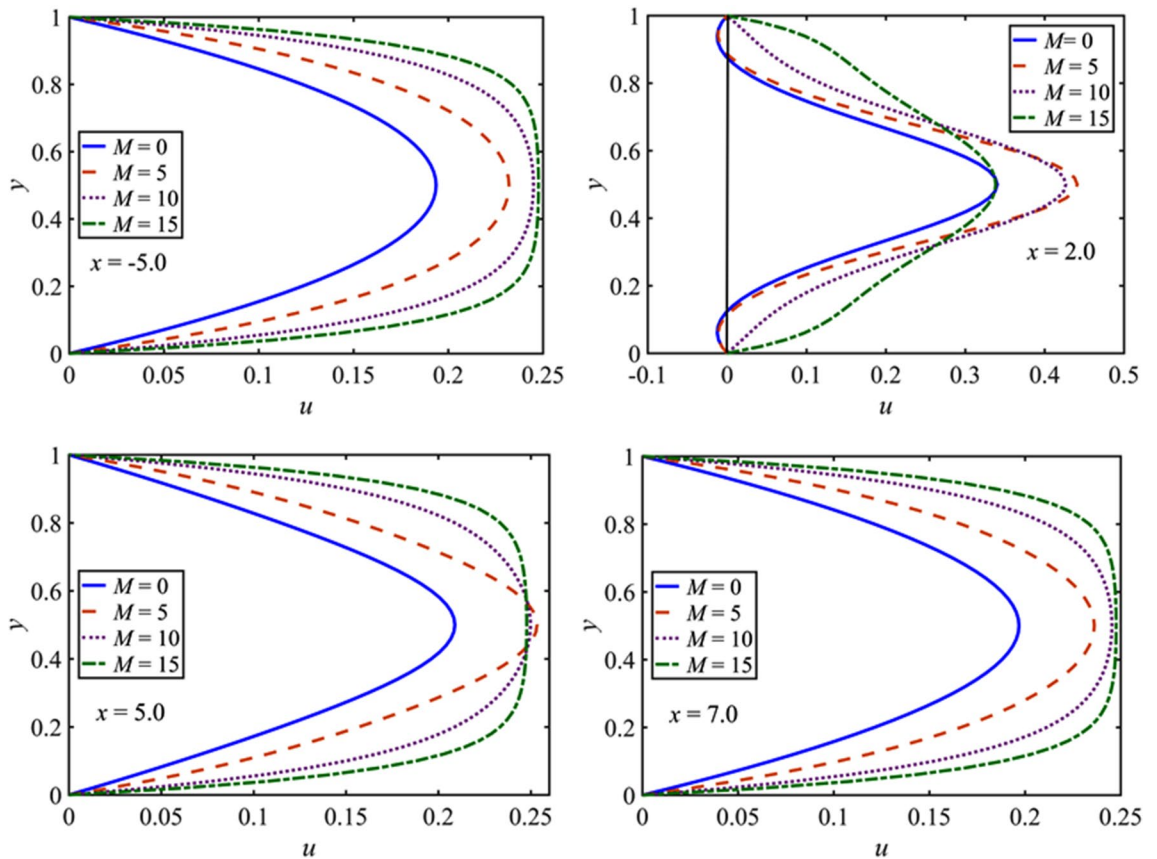 1
0.8
0.6
0.4
0.2
0
y
M = 0
M = 5
M = 10
M = 15
x = -5.0
0 0.05 0.1 0.15 0.2 0.25
u
1
0.8
0.6
0.4
0.2
0
y
M= 0
M = 5
M = 10
M = 15
x = 2.0
-0.1 0 0.1 0.2 0.3 0.4 0.5
u
1
0.8
0.6
0.4
0.2
0
y
M = 0
M = 5
M = 10
M = 15
x = 5.0
0 0.05 0.1 0.15 0.2 0.25
u
1
0.8
0.6
0.4
0.2
0
y
M = 0
M = 5
M = 10
M = 15
x = 7.0
0 0.05 0.1 0.15 0.2 0.25
u